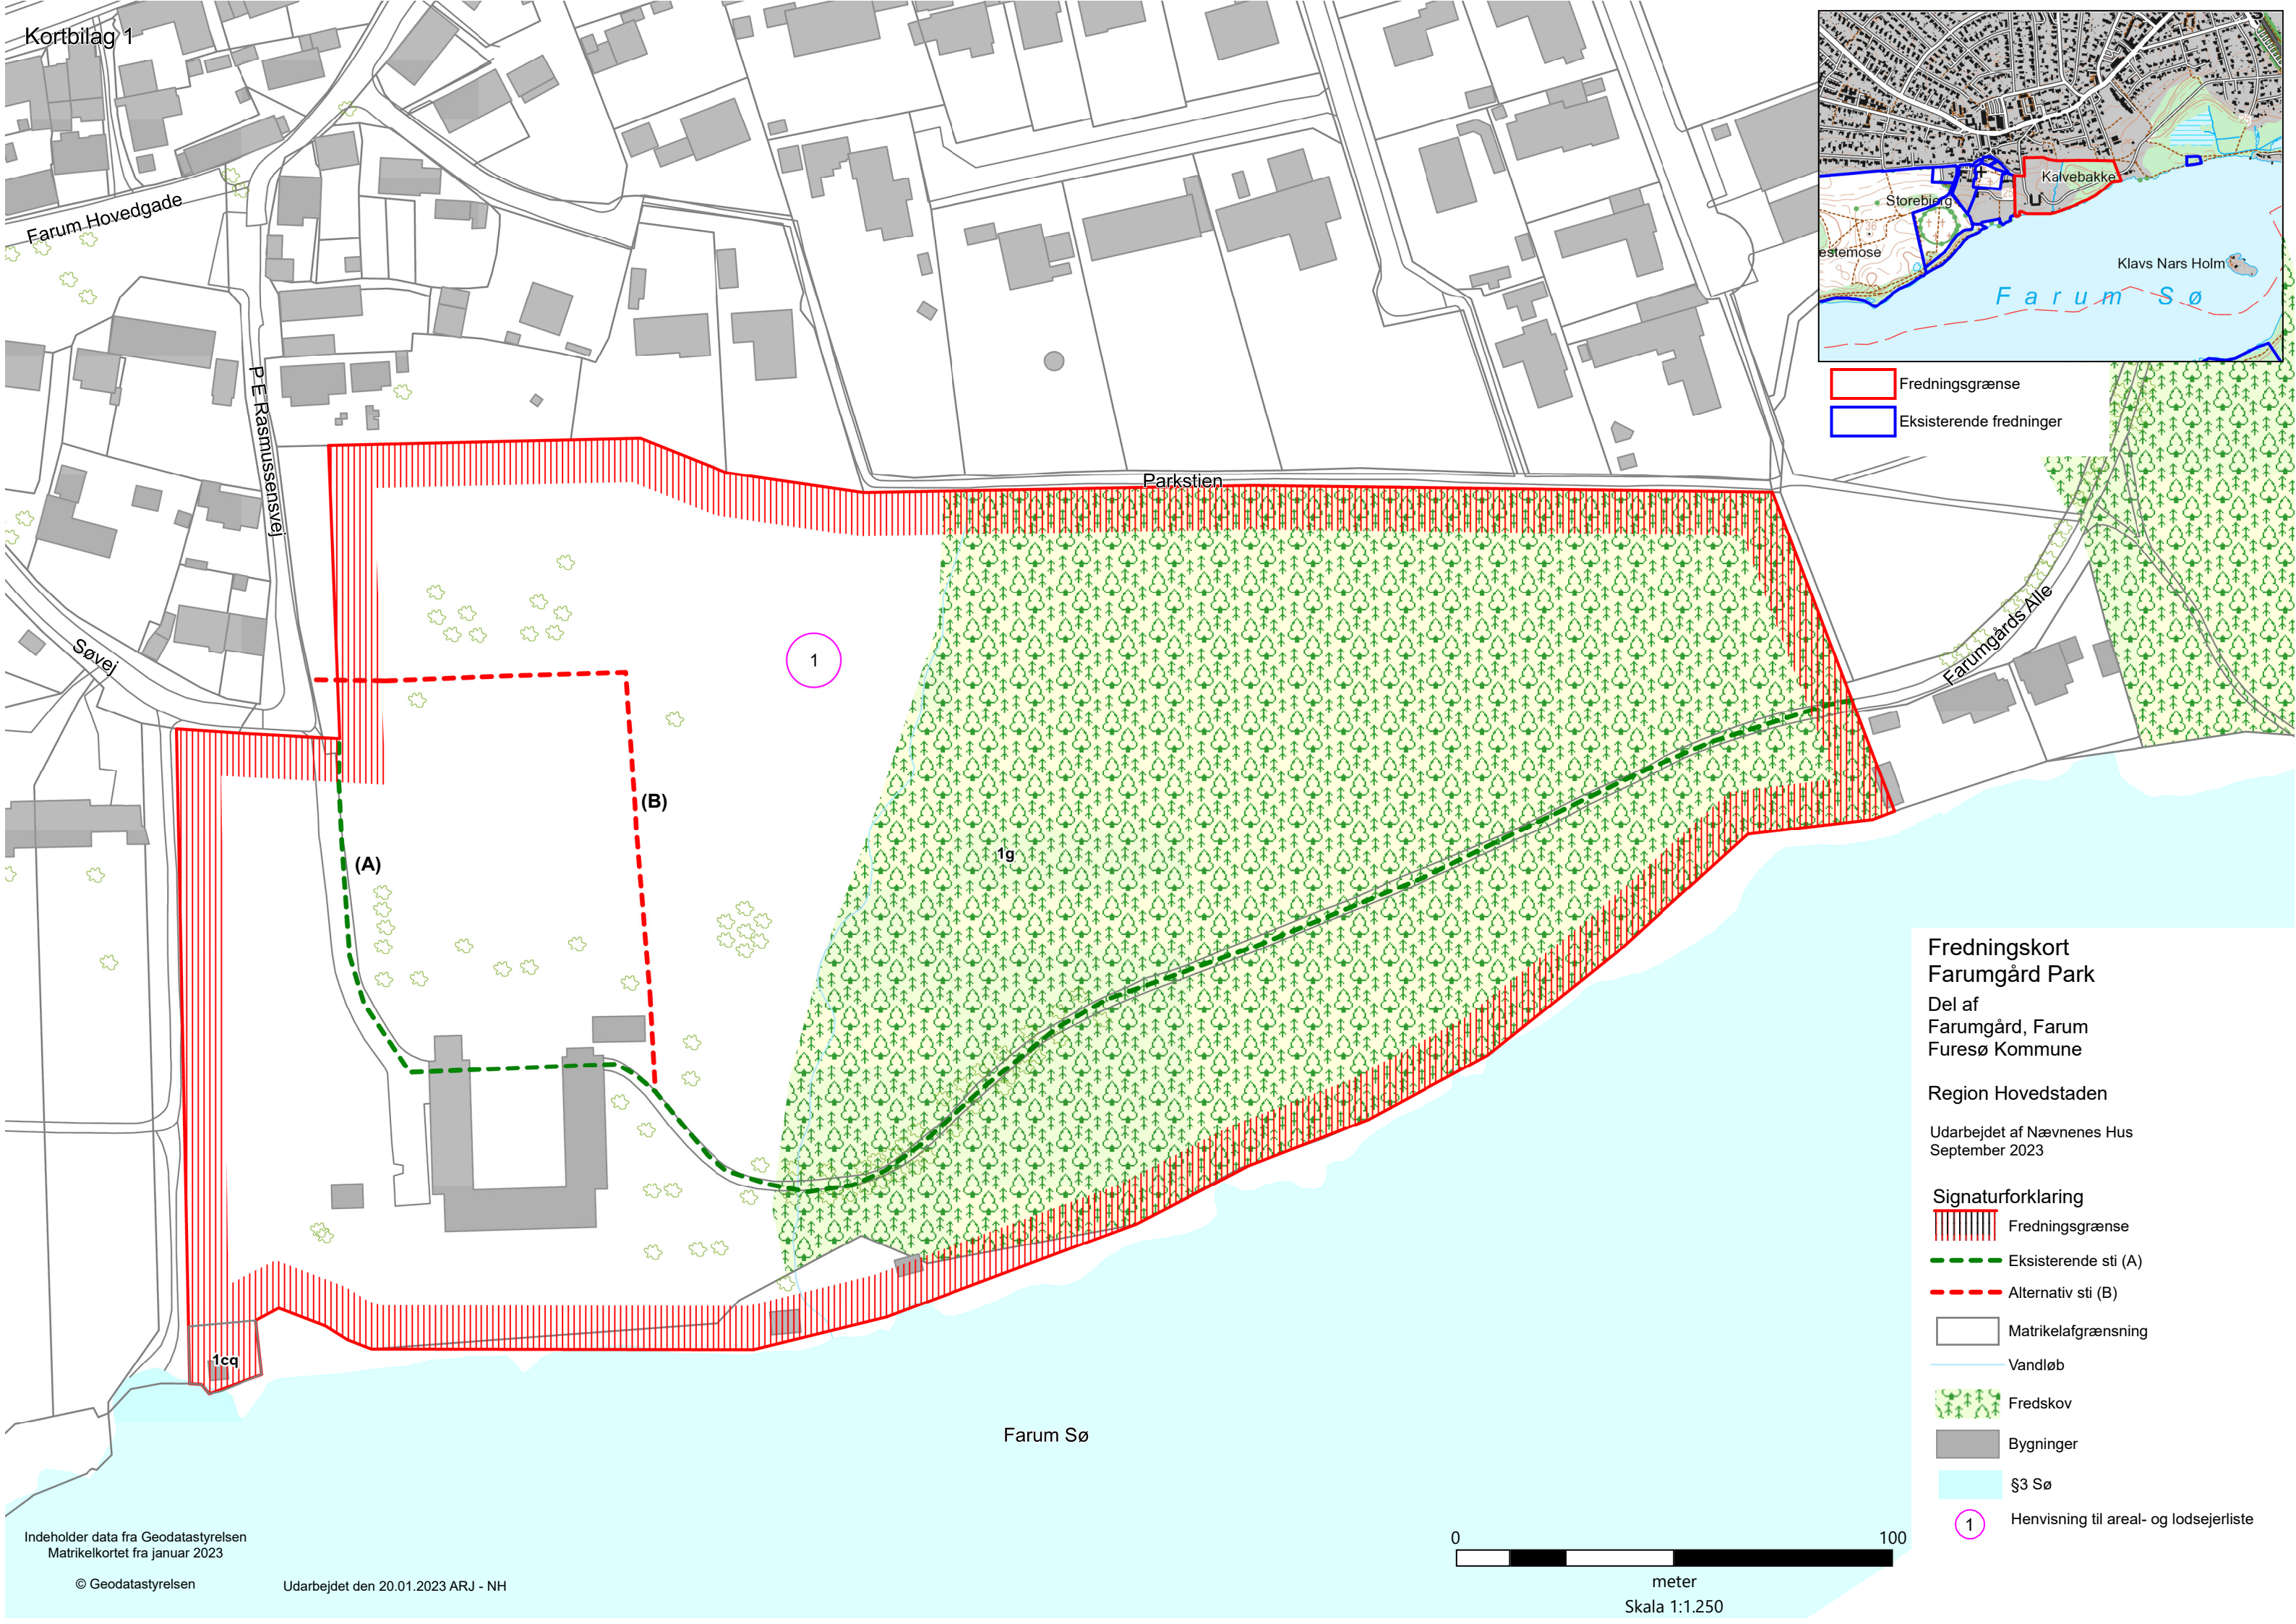 Kortbilag 1
Farum Hovedgade
P E Rasmussensvej
Søvej
Parkstien
Farumgårds Alle
1
(A)
(B)
1g
1cq
Farum Sø
Kalvebakke
Storebjerg
36
estemose
Klavs Nars Holm
Farum Sø
Fredningsgrænse
Eksisterende fredninger
Fredningskort
Farumgård Park
Del af
Farumgård, Farum
Furesø Kommune
Region Hovedstaden
Udarbejdet af Nævnenes Hus
September 2023
Signaturforklaring
Fredningsgrænse
Eksisterende sti (A)
Alternativ sti (B)
Matrikelafgrænsning
Vandløb
Fredskov
Bygninger
§3 Sø
1 Henvisning til areal- og lodsejerliste
0 100
meter
Skala 1:1.250
Indeholder data fra Geodatastyrelsen
Matrikelkortet fra januar 2023
© Geodatastyrelsen
Udarbejdet den 20.01.2023 ARJ - NH